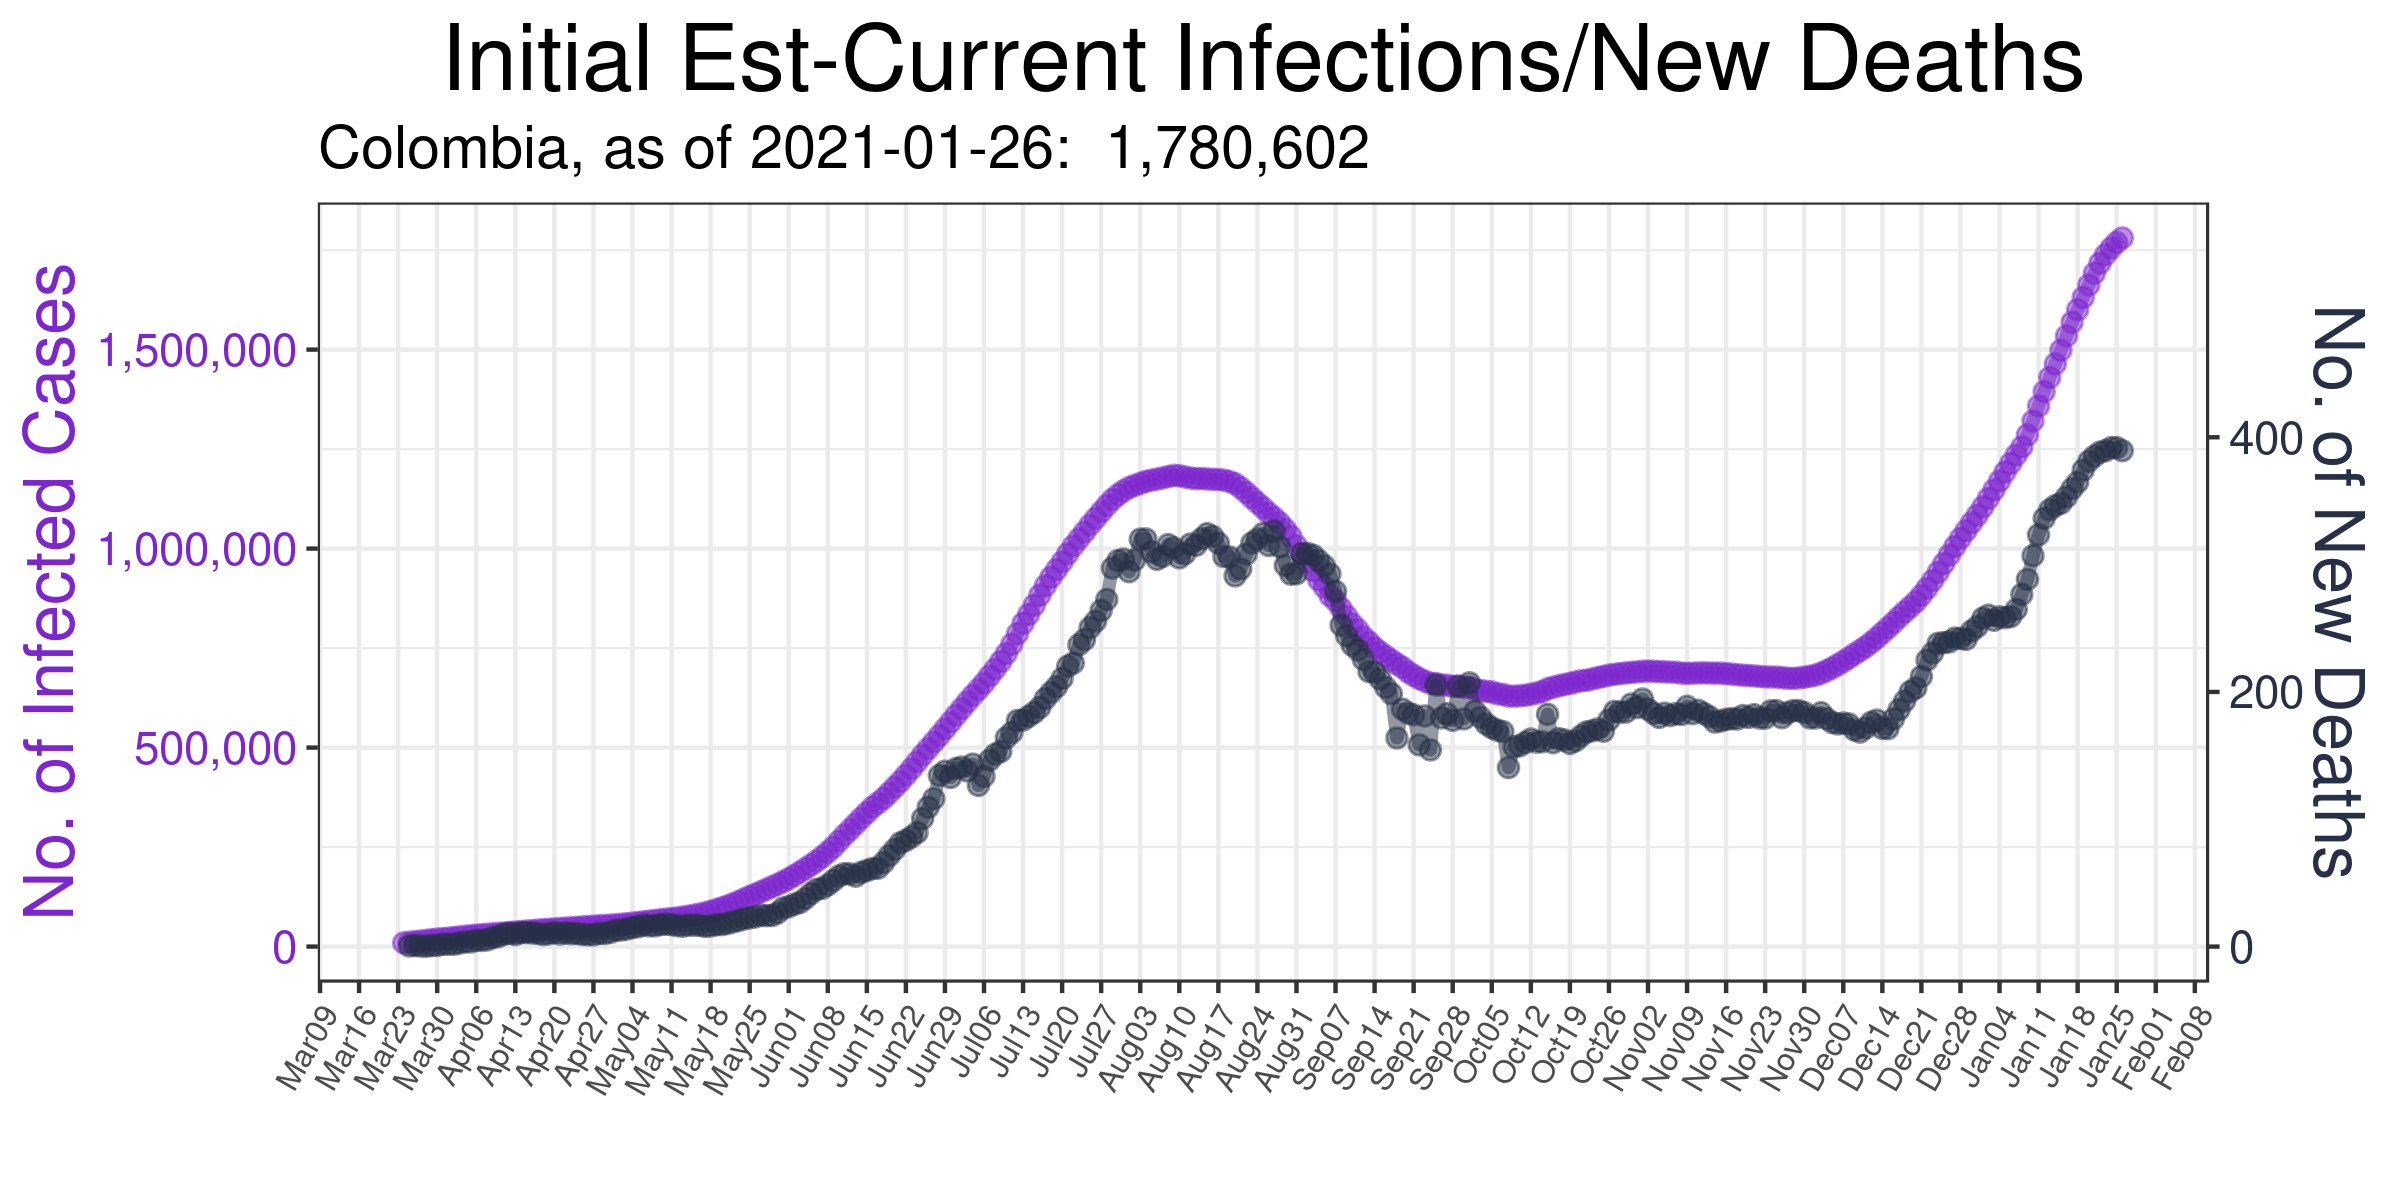 Initial Est-Current Infections/New Deaths
Colombia, as of 2021-01-26:  1,780,602
No. of Infected Cases
1,500,000
1,000,000
500,000
0
No. of New Deaths
400
200
0
Mar09 Mar16 Mar23 Mar30 Apr06 Apr13 Apr20 Apr27 May04 May11 May18 May25 Jun01 Jun08 Jun15 Jun22 Jun29 Jul06 Jul13 Jul20 Jul27 Aug03 Aug10 Aug17 Aug24 Aug31 Sep07 Sep14 Sep21 Sep28 Oct05 Oct12 Oct19 Oct26 Nov02 Nov09 Nov16 Nov23 Nov30 Dec07 Dec14 Dec21 Dec28 Jan04 Jan11 Jan18 Jan25 Feb01 Feb08